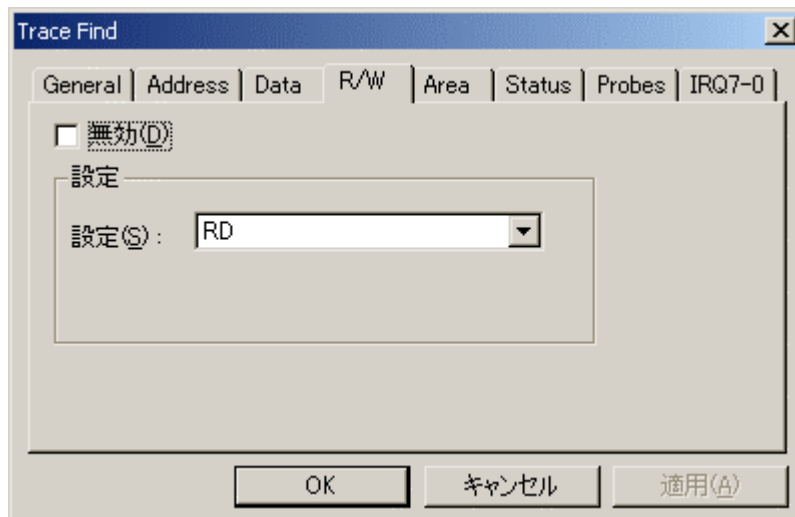 Trace Find
General Address Data R/W Area Status Probes IRQ7-0
無効(D)
設定
設定(S) : RD
OK キャンセル 適用(A)